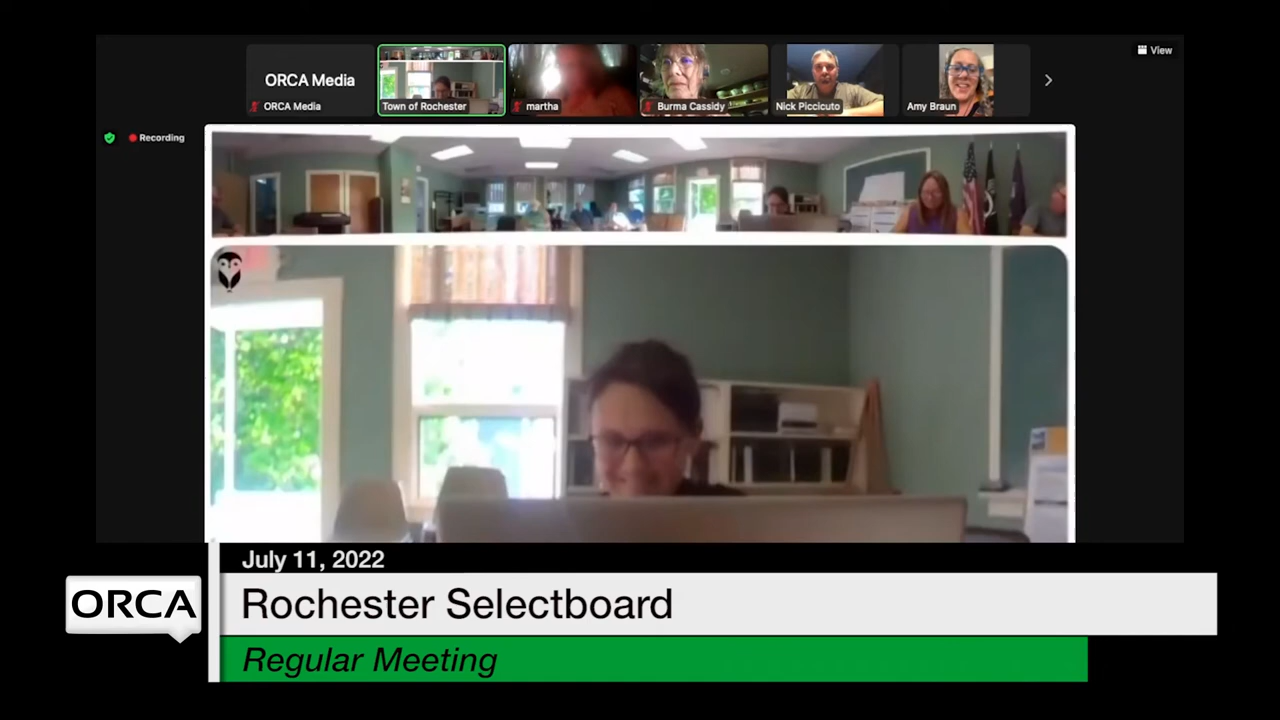 View
ORCA Media
ORCA Media
Town of Rochester
martha
Burma Cassidy
Nick Piccicuto
Amy Braun
Recording
July 11, 2022
ORCA
Rochester Selectboard
Regular Meeting